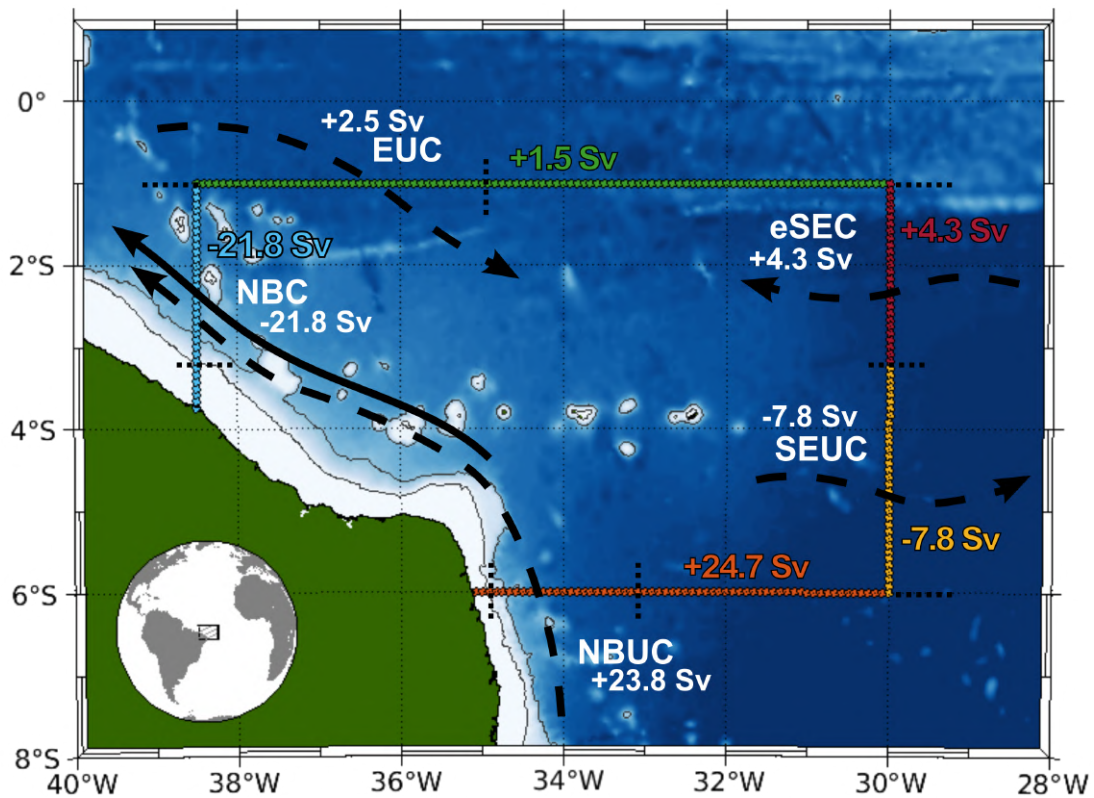 0°
2°S
4°S
6°S
8°S
40°W
38°W
36°W
34°W
32°W
30°W
28°W
+2.5 Sv
EUC
+1.5 Sv
-21.8 Sv
eSEC
+4.3 Sv
+4.3 Sv
NBC
-21.8 Sv
-7.8 Sv
SEUC
-7.8 Sv
+24.7 Sv
NBUC
+23.8 Sv